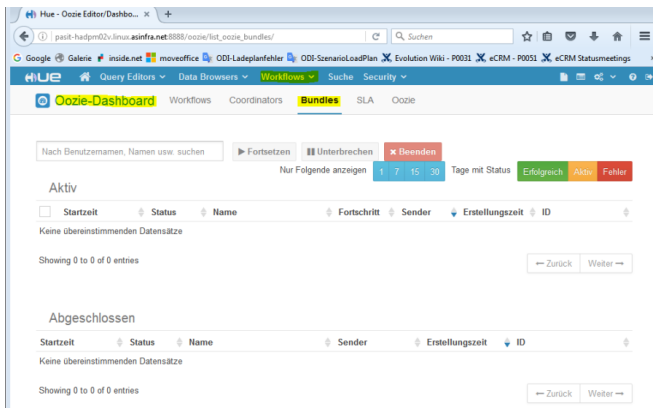 Hue - Oozie Editor/Dashbo... × +
pasit-hadpm02v.linux.asinfra.net:8888/oozie/list_oozie_bundles/ Suchen
Google Galerie inside.net moveoffice ODI-Ladeplanfehler ODI-SzenarioLoadPlan Evolution Wiki - P0031 eCRM - P0051 eCRM Statusmeetings
HUE Query Editors Data Browsers Workflows Suche Security
Oozie-Dashboard Workflows Coordinators Bundles SLA Oozie
Nach Benutzernamen, Namen usw. suchen Fortsetzen Unterbrechen × Beenden
Nur Folgende anzeigen 1 7 15 30 Tage mit Status Erfolgreich Aktiv Fehler
Aktiv
Startzeit Status Name Fortschritt Sender Erstellungszeit ID
Keine übereinstimmenden Datensätze
Showing 0 to 0 of 0 entries
← Zurück Weiter →
Abgeschlossen
Startzeit Status Name Sender Erstellungszeit ID
Keine übereinstimmenden Datensätze
Showing 0 to 0 of 0 entries
← Zurück Weiter →